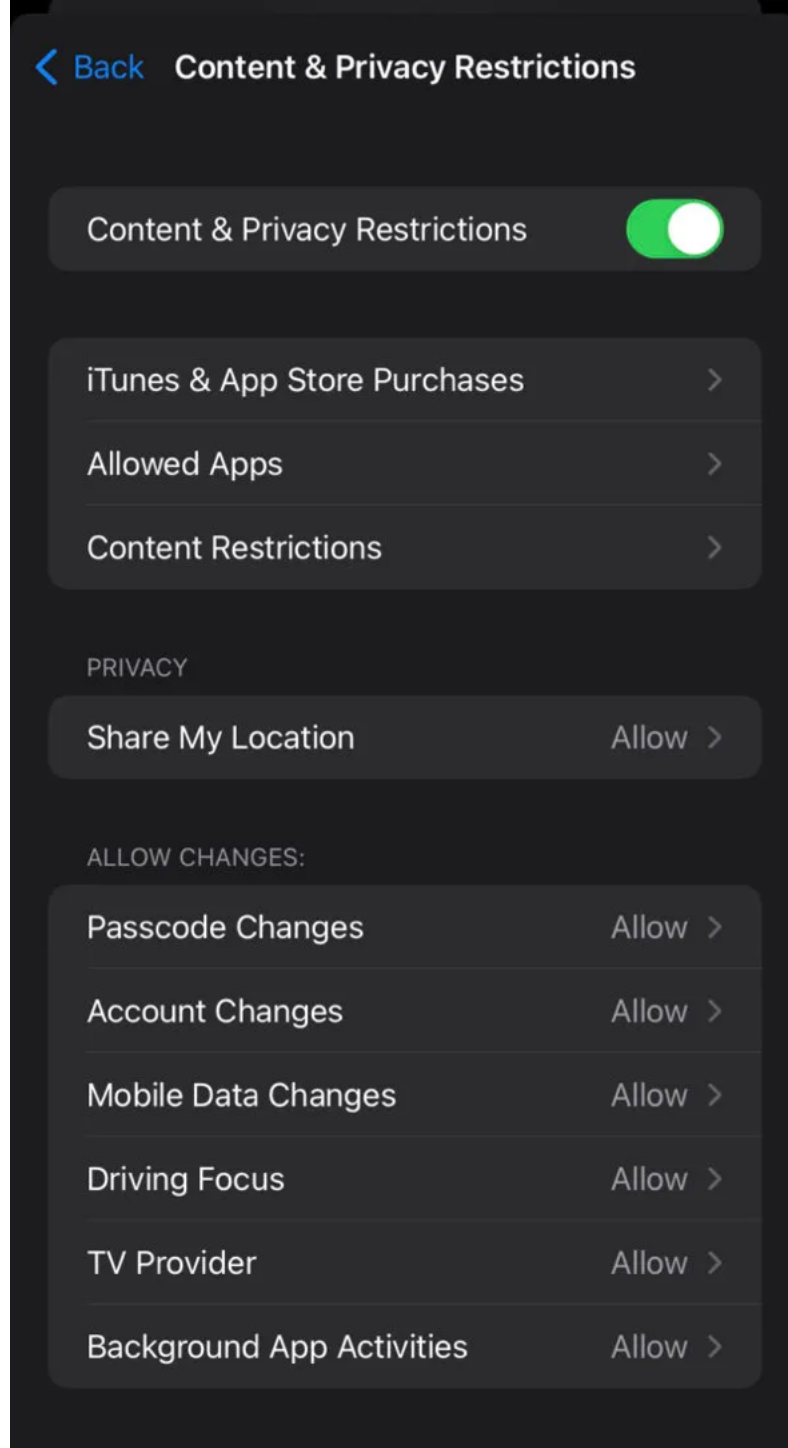 Back Content & Privacy Restrictions
Content & Privacy Restrictions
iTunes & App Store Purchases
Allowed Apps
Content Restrictions
PRIVACY
Share My Location Allow
ALLOW CHANGES:
Passcode Changes Allow
Account Changes Allow
Mobile Data Changes Allow
Driving Focus Allow
TV Provider Allow
Background App Activities Allow